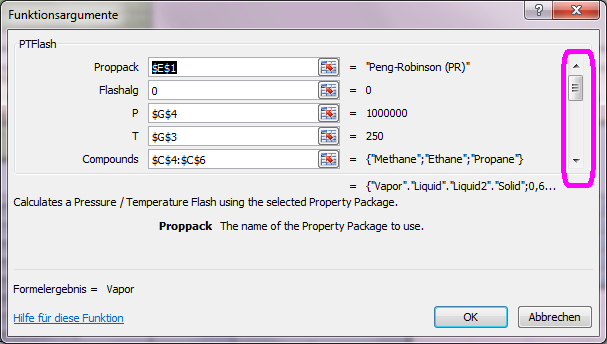 Funktionsargumente
PTFlash
Proppack $E$1 = "Peng-Robinson (PR)"
Flashalg 0 = 0
P $G$4 = 1000000
T $G$3 = 250
Compounds $C$4:$C$6 = {"Methane";"Ethane";"Propane"}
= {"Vapor"."Liquid"."Liquid2"."Solid";0,6...
Calculates a Pressure / Temperature Flash using the selected Property Package.
Proppack The name of the Property Package to use.
Formelergebnis = Vapor
Hilfe für diese Funktion OK Abbrechen